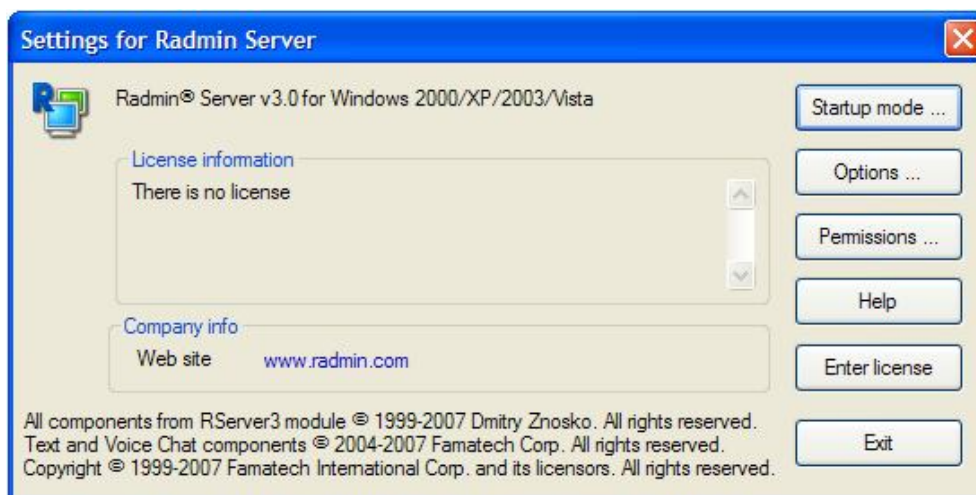 Settings for Radmin Server
Radmin® Server v3.0 for Windows 2000/XP/2003/Vista
Startup mode ...
License information
There is no license
Options ...
Permissions ...
Help
Company info
Web site www.radmin.com
Enter license
All components from RServer3 module © 1999-2007 Dmitry Znosko. All rights reserved.
Text and Voice Chat components © 2004-2007 Famatech Corp. All rights reserved.
Copyright © 1999-2007 Famatech International Corp. and its licensors. All rights reserved.
Exit